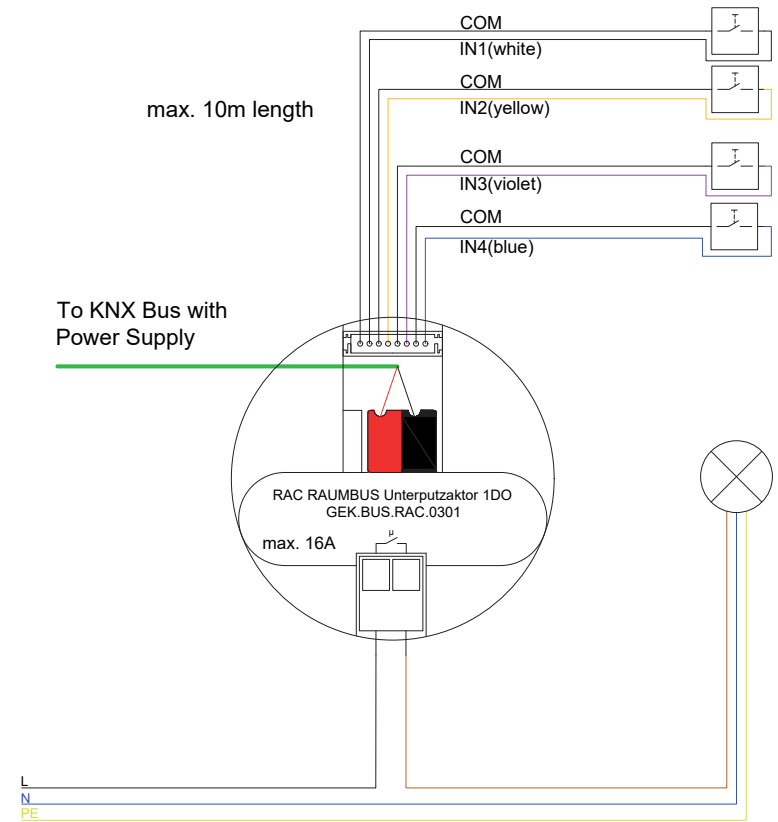 COM
IN1(white)
COM
max. 10m length
IN2(yellow)
COM
IN3(violet)
COM
IN4(blue)
To KNX Bus with
Power Supply
RAC RAUMBUS Unterputzaktor 1DO
GEK.BUS.RAC.0301
µ
max. 16A
L
N
PE